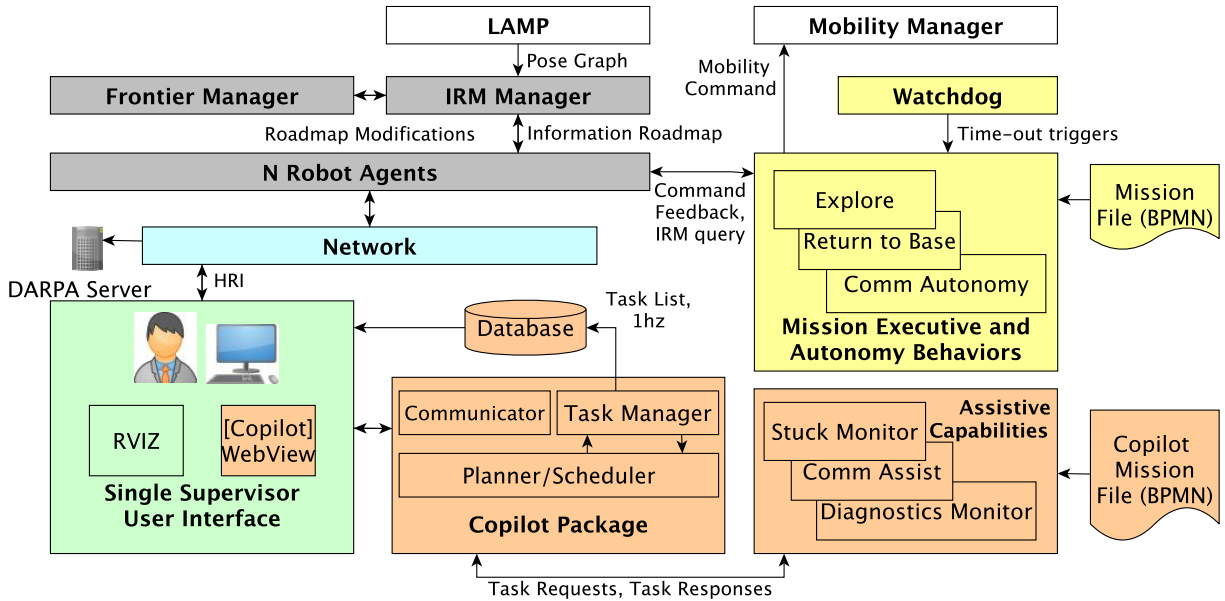 LAMP
Mobility Manager
Pose Graph
Mobility
Command
Frontier Manager
IRM Manager
Watchdog
Roadmap Modifications
Information Roadmap
Time-out triggers
N Robot Agents
Command
Feedback,
IRM query
Explore
Return to Base
Comm Autonomy
Mission Executive and
Autonomy Behaviors
Mission
File (BPMN)
Network
DARPA Server
HRI
Database
Task List,
1hz
RVIZ
[Copilot]
WebView
Single Supervisor
User Interface
Communicator
Task Manager
Planner/Scheduler
Copilot Package
Assistive
Capabilities
Stuck Monitor
Comm Assist
Diagnostics Monitor
Copilot
Mission
File (BPMN)
Task Requests, Task Responses